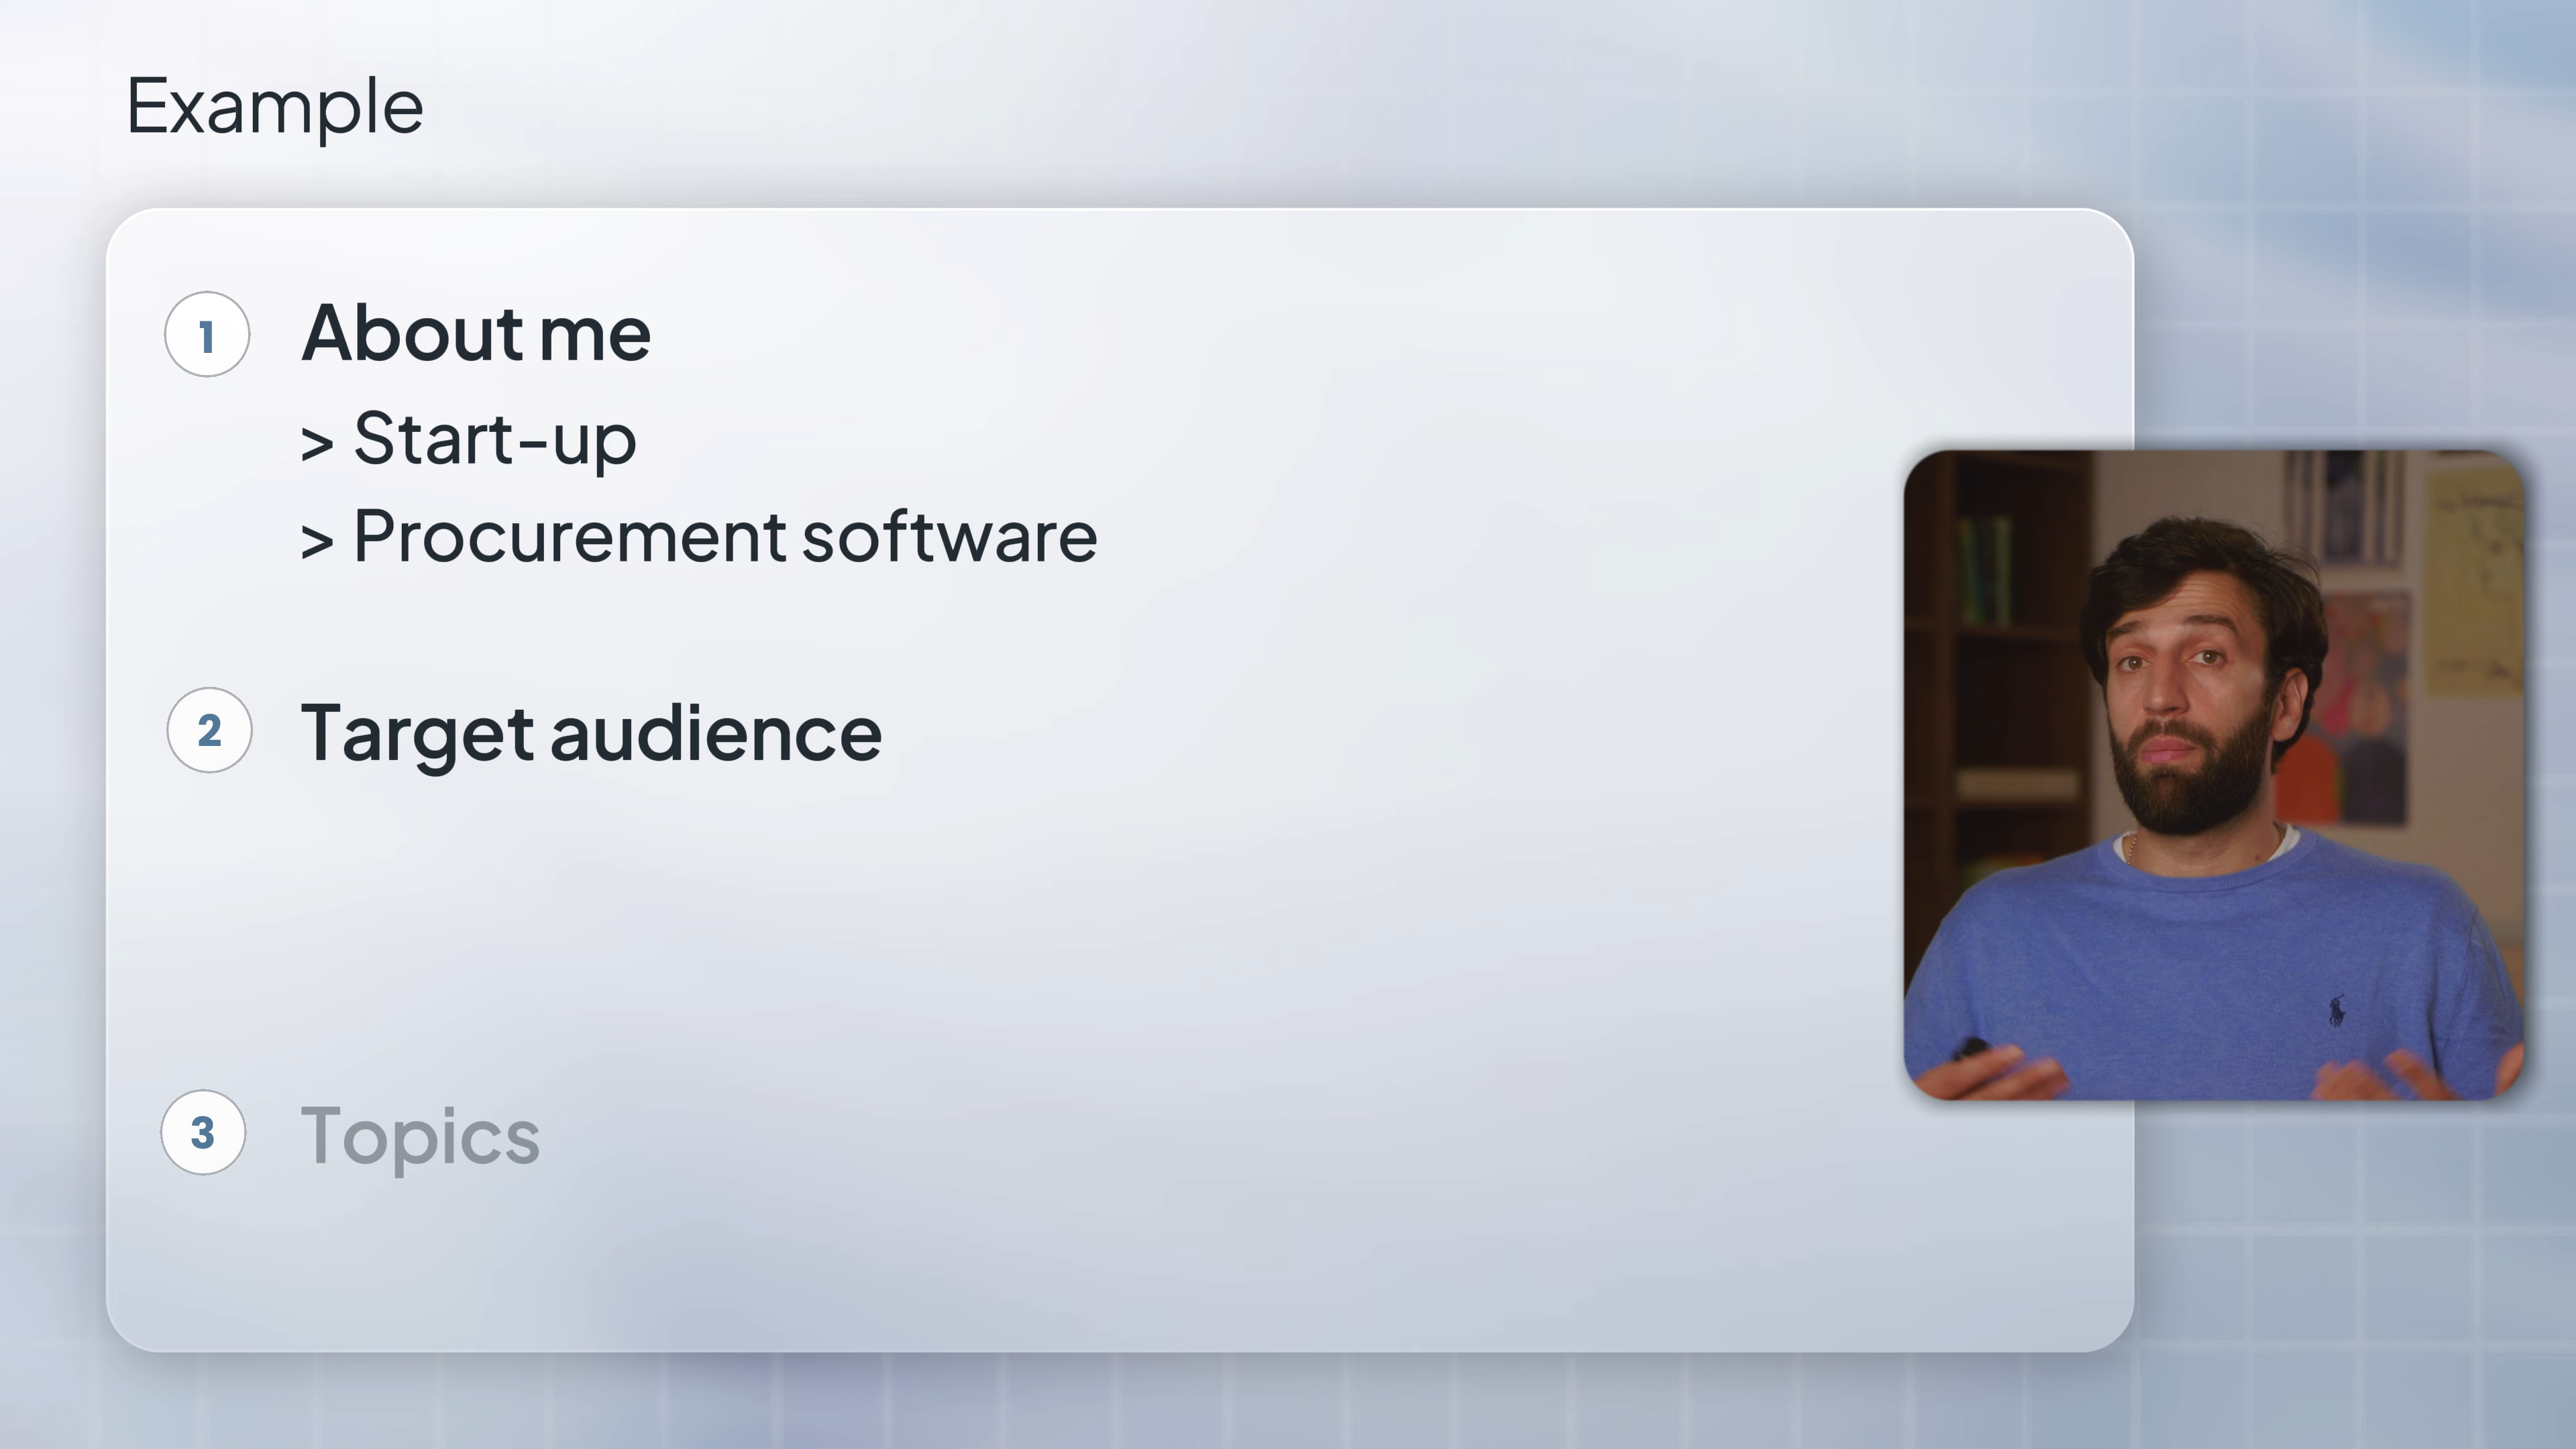 Example
1 About me
> Start-up
> Procurement software
2 Target audience
3 Topics